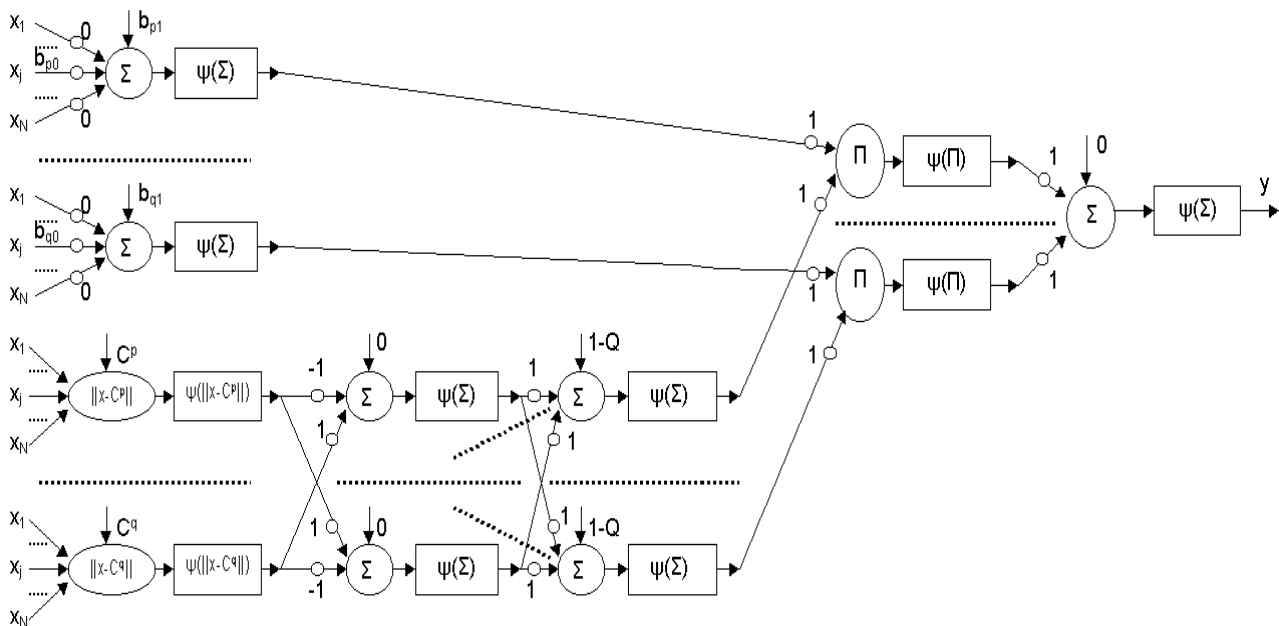 x1 0 bp1
xj bp0 Σ ψ(Σ)
xN 0
1 Π ψ(Π) 1 0
1
Σ ψ(Σ) y
x1 0 bq1
xj bq0 Σ ψ(Σ)
xN 0
1 Π ψ(Π) 1
1
x1 Cp 0 1-Q
xj ||x-Cp|| ψ(||x-Cp||) -1 Σ ψ(Σ) 1 Σ ψ(Σ)
xN 1 1
x1 Cq 1 0 1 1-Q
xj ||x-Cq|| ψ(||x-Cq||) -1 Σ ψ(Σ) 1 Σ ψ(Σ)
xN